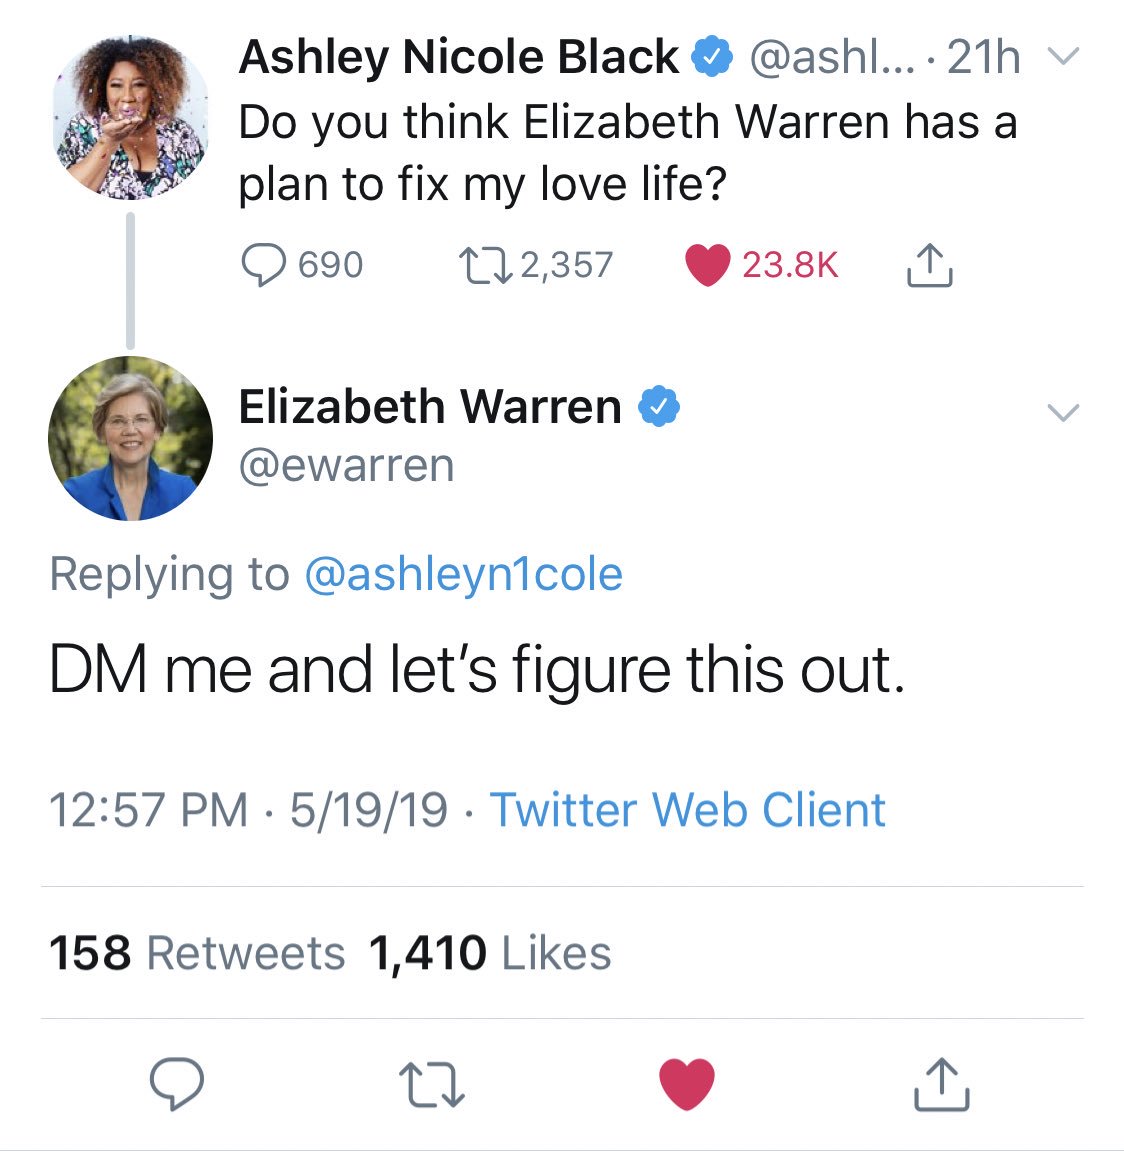 Ashley Nicole Black @ashl... · 21h
Do you think Elizabeth Warren has a
plan to fix my love life?
690 2,357 23.8K
Elizabeth Warren
@ewarren
Replying to @ashleyn1cole
DM me and let’s figure this out.
12:57 PM · 5/19/19 · Twitter Web Client
158 Retweets 1,410 Likes